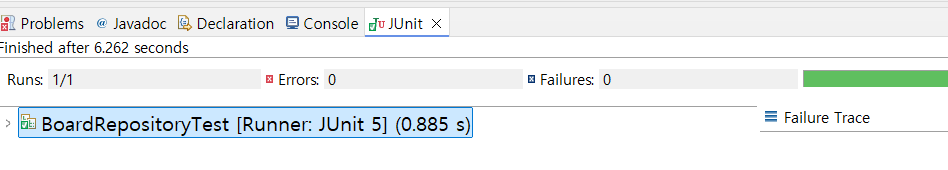 Problems @ Javadoc Declaration Console JUnit
Finished after 6.262 seconds
Runs: 1/1 Errors: 0 Failures: 0
BoardRepositoryTest [Runner: JUnit 5] (0.885 s)
Failure Trace